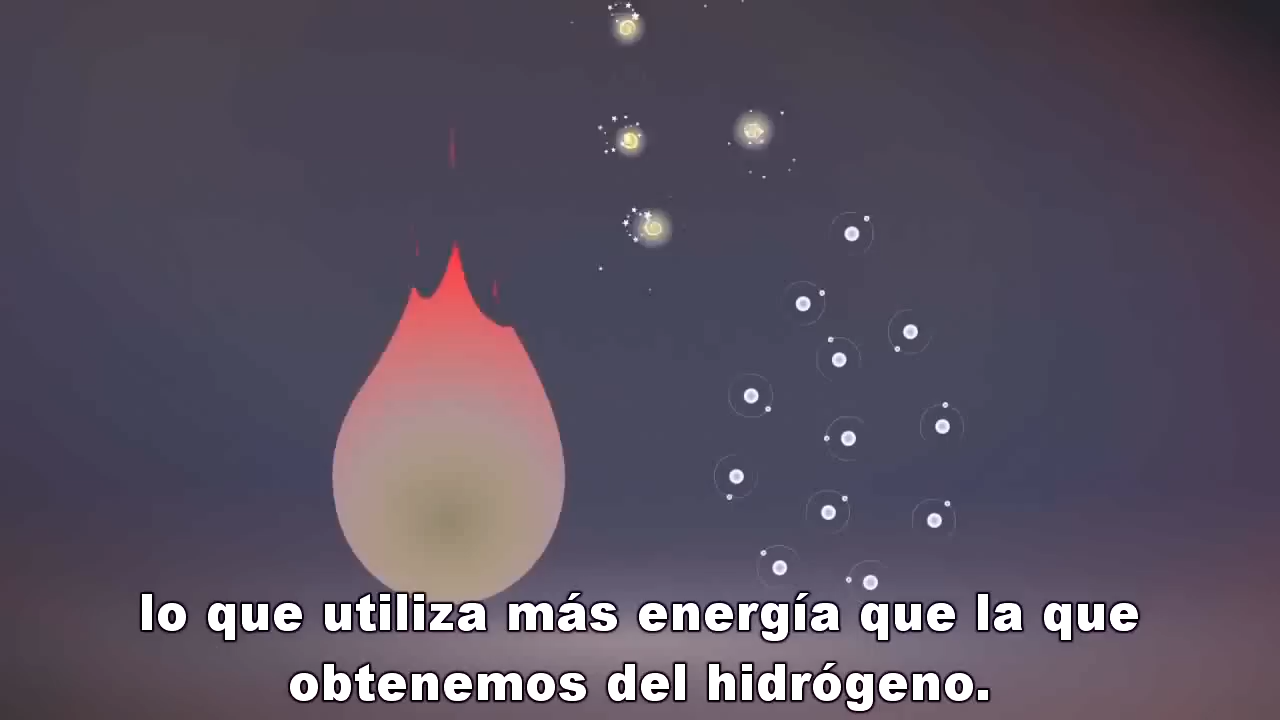 lo que utiliza más energía que la que
obtenemos del hidrógeno.